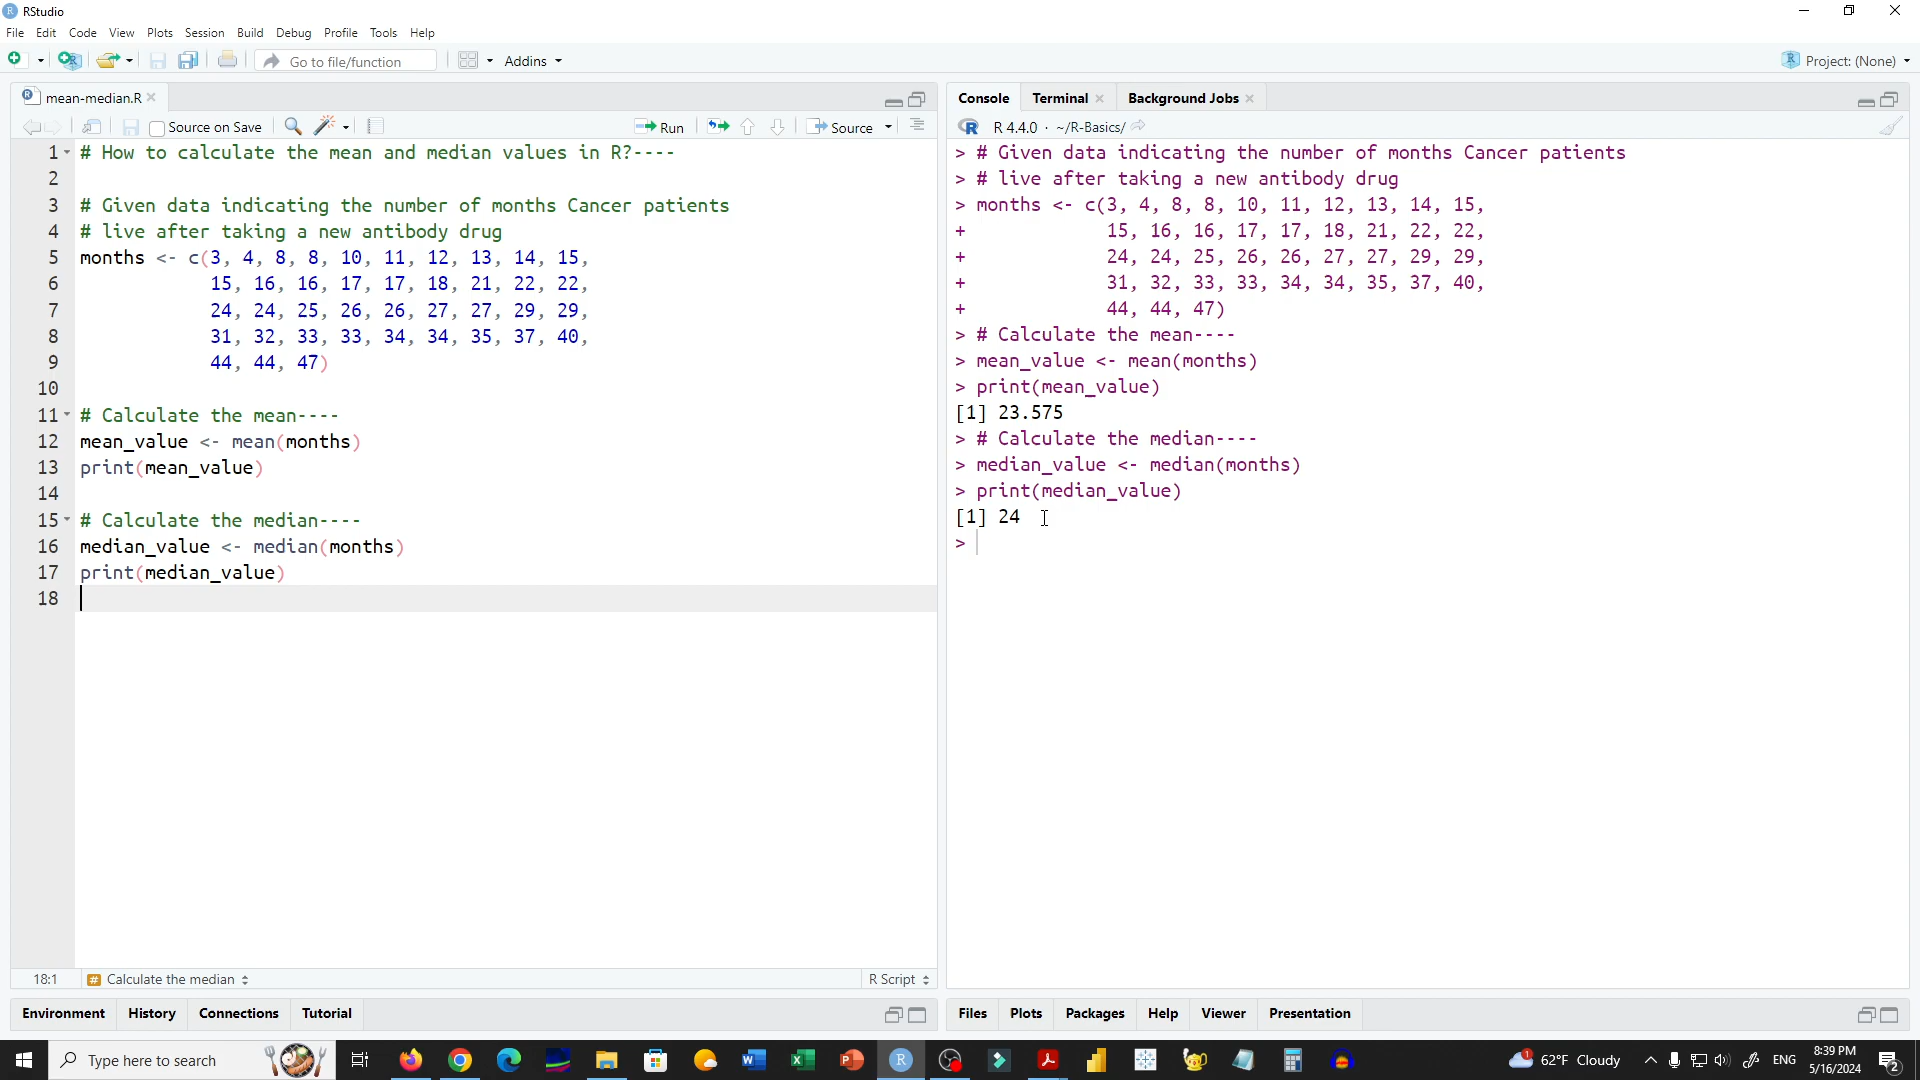 RStudio
File Edit Code View Plots Session Build Debug Profile Tools Help
Go to file/function Addins Project: (None)
mean-median.R
Source on Save Run Source
1 # How to calculate the mean and median values in R?----
2
3 # Given data indicating the number of months Cancer patients
4 # live after taking a new antibody drug
5 months <- c(3, 4, 8, 8, 10, 11, 12, 13, 14, 15,
6 15, 16, 16, 17, 17, 18, 21, 22, 22,
7 24, 24, 25, 26, 26, 27, 27, 29, 29,
8 31, 32, 33, 33, 34, 34, 35, 37, 40,
9 44, 44, 47)
10
11 # Calculate the mean----
12 mean_value <- mean(months)
13 print(mean_value)
14
15 # Calculate the median----
16 median_value <- median(months)
17 print(median_value)
18
18:1 # Calculate the median R Script
Environment History Connections Tutorial
Console Terminal Background Jobs
R 4.4.0 · ~/R-Basics/
> # Given data indicating the number of months Cancer patients
> # live after taking a new antibody drug
> months <- c(3, 4, 8, 8, 10, 11, 12, 13, 14, 15,
+ 15, 16, 16, 17, 17, 18, 21, 22, 22,
+ 24, 24, 25, 26, 26, 27, 27, 29, 29,
+ 31, 32, 33, 33, 34, 34, 35, 37, 40,
+ 44, 44, 47)
> # Calculate the mean----
> mean_value <- mean(months)
> print(mean_value)
[1] 23.575
> # Calculate the median----
> median_value <- median(months)
> print(median_value)
[1] 24
>
Files Plots Packages Help Viewer Presentation
Type here to search 1 62°F Cloudy ENG 8:39 PM
5/16/2024 2